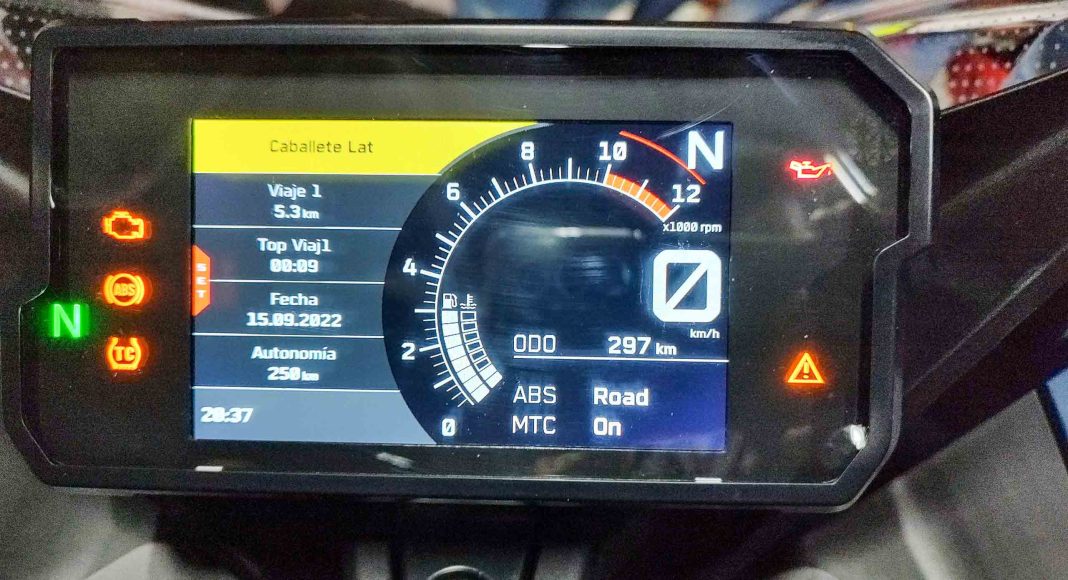 Caballete Lat
Viaje 1
5.3 km
Top Viaj1
00:09
SET
Fecha
15.09.2022
Autonomía
250 km
20:37
0
2
4
6
8
10
12
N
x1000 rpm
0
km/h
ODO 297 km
ABS Road
MTC On
ABS
N
TC